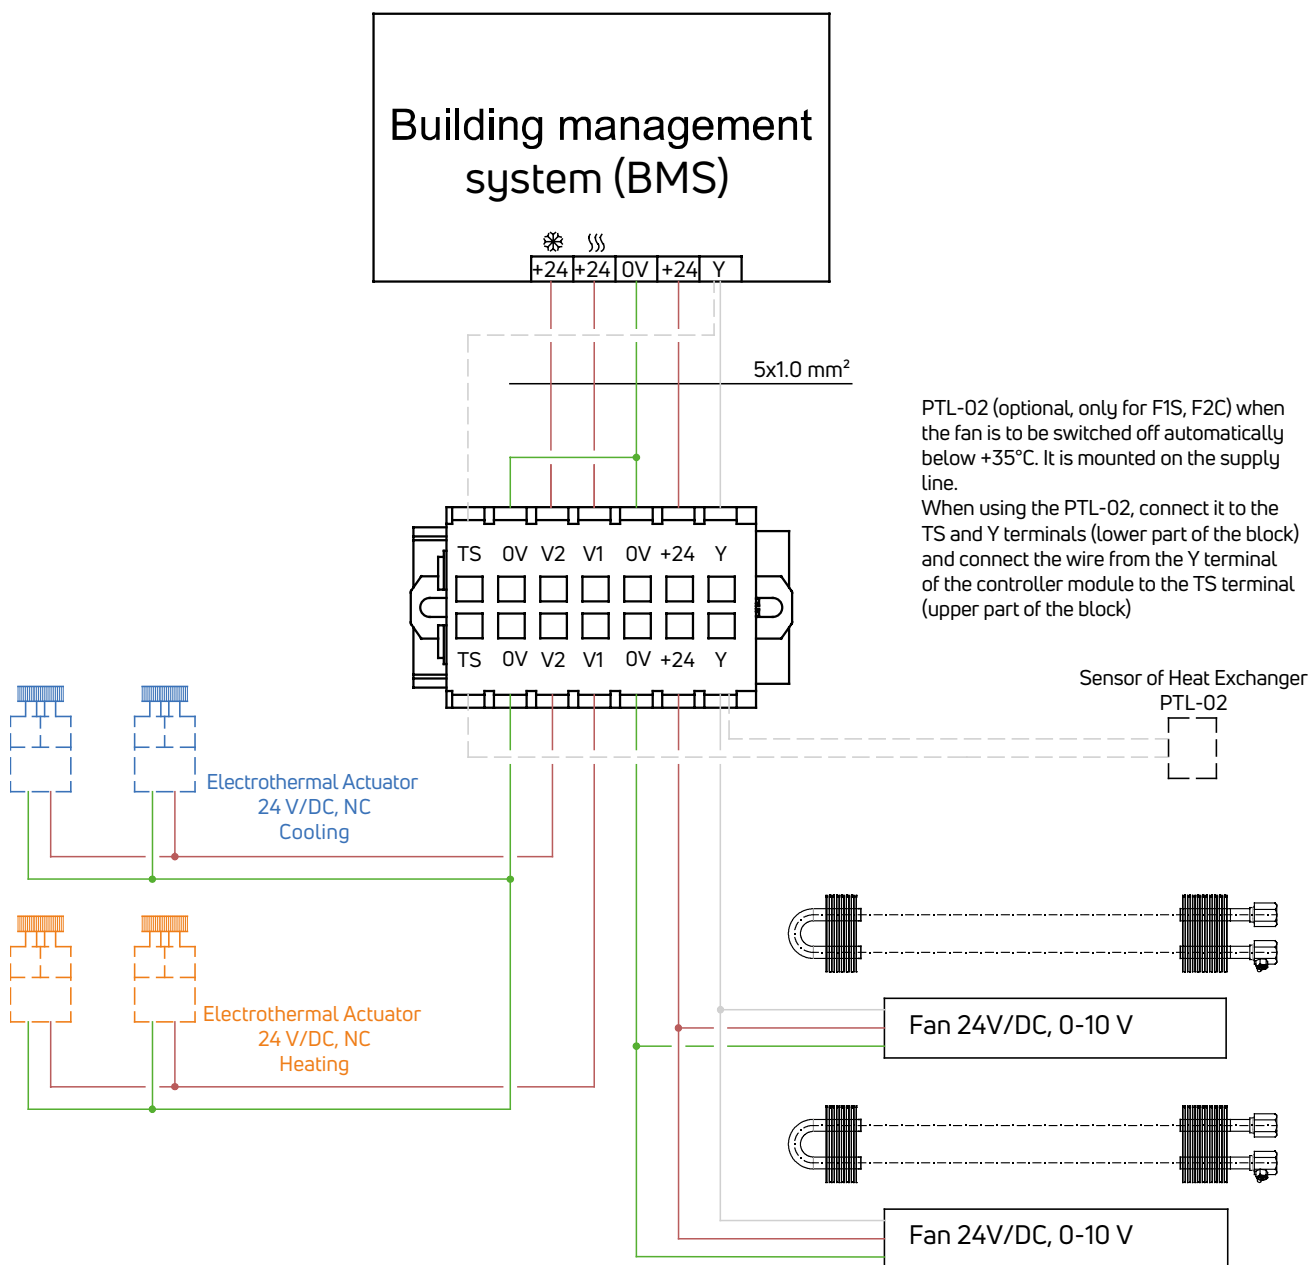 Building management
system (BMS)
+24 +24 0V +24 Y
5x1.0 mm²
PTL-02 (optional, only for F1S, F2C) when
the fan is to be switched off automatically
below +35°C. It is mounted on the supply
line.
When using the PTL-02, connect it to the
TS and Y terminals (lower part of the block)
and connect the wire from the Y terminal
of the controller module to the TS terminal
(upper part of the block)
TS 0V V2 V1 0V +24 Y
TS 0V V2 V1 0V +24 Y
Sensor of Heat Exchanger
PTL-02
Electrothermal Actuator
24 V/DC, NC
Cooling
Electrothermal Actuator
24 V/DC, NC
Heating
Fan 24V/DC, 0-10 V
Fan 24V/DC, 0-10 V